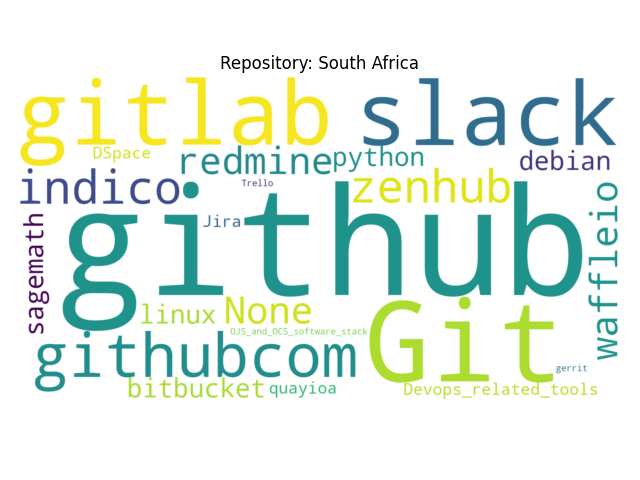 Repository: South Africa
gitlab
slack
DSpace
redmine
python
debian
indico
Trello
zenhub
github
Jira
waffleio
sagemath
linux
None
Git
OJS_and_OCS_software_stack
githubcom
gerrit
bitbucket
quayioa
Devops_related_tools